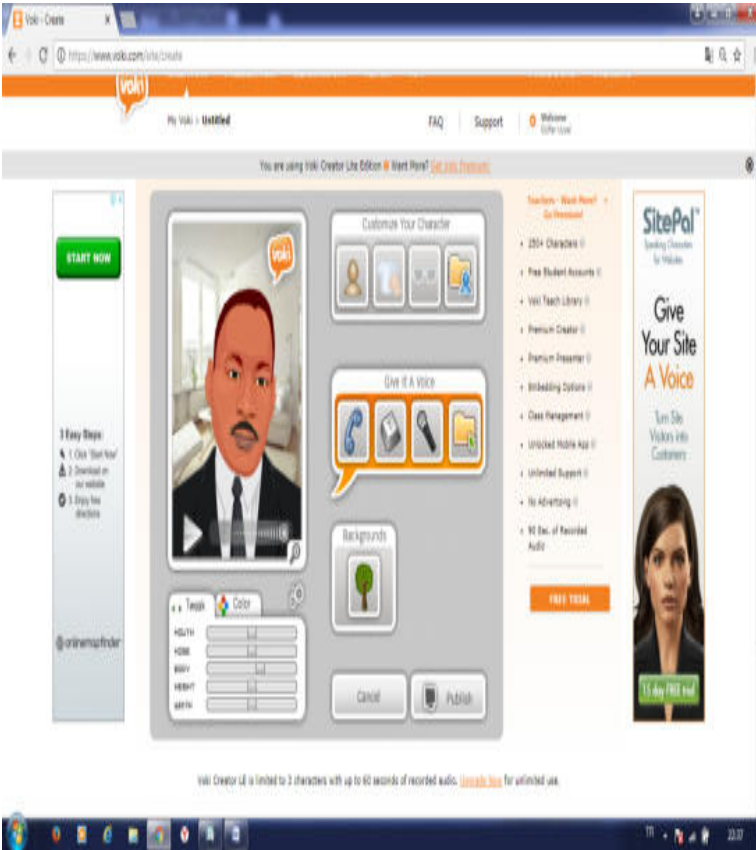 Voki - Create
https://www.voki.com/site/create
voki
My Voki > Untitled
FAQ
Support
Welcome
You are using Voki Creator Lite Edition Want More? Get Voki Premium!
START NOW
3 Easy Steps:
1. Click 'Start Now'
2. Download on
our website
3. Enjoy free
directions
onlinemapfinder
voki
Tweak
Color
MOUTH
NOSE
BODY
HEIGHT
WIDTH
Customize Your Character
Give It A Voice
Backgrounds
Cancel
Publish
Teachers - Want More?
Go Premium!
250+ Characters
Free Student Accounts
Voki Teach Library
Premium Creator
Premium Presenter
Embedding Options
Class Management
Unlocked Mobile App
Unlimited Support
No Advertising
90 Sec. of Recorded
Audio
FREE TRIAL
SitePal™
Speaking Characters
for Websites
Give
Your Site
A Voice
Turn Site
Visitors into
Customers
15 day FREE trial
Voki Creator LE is limited to 3 characters with up to 60 seconds of recorded audio. Upgrade Now for unlimited use.
TR
22:37